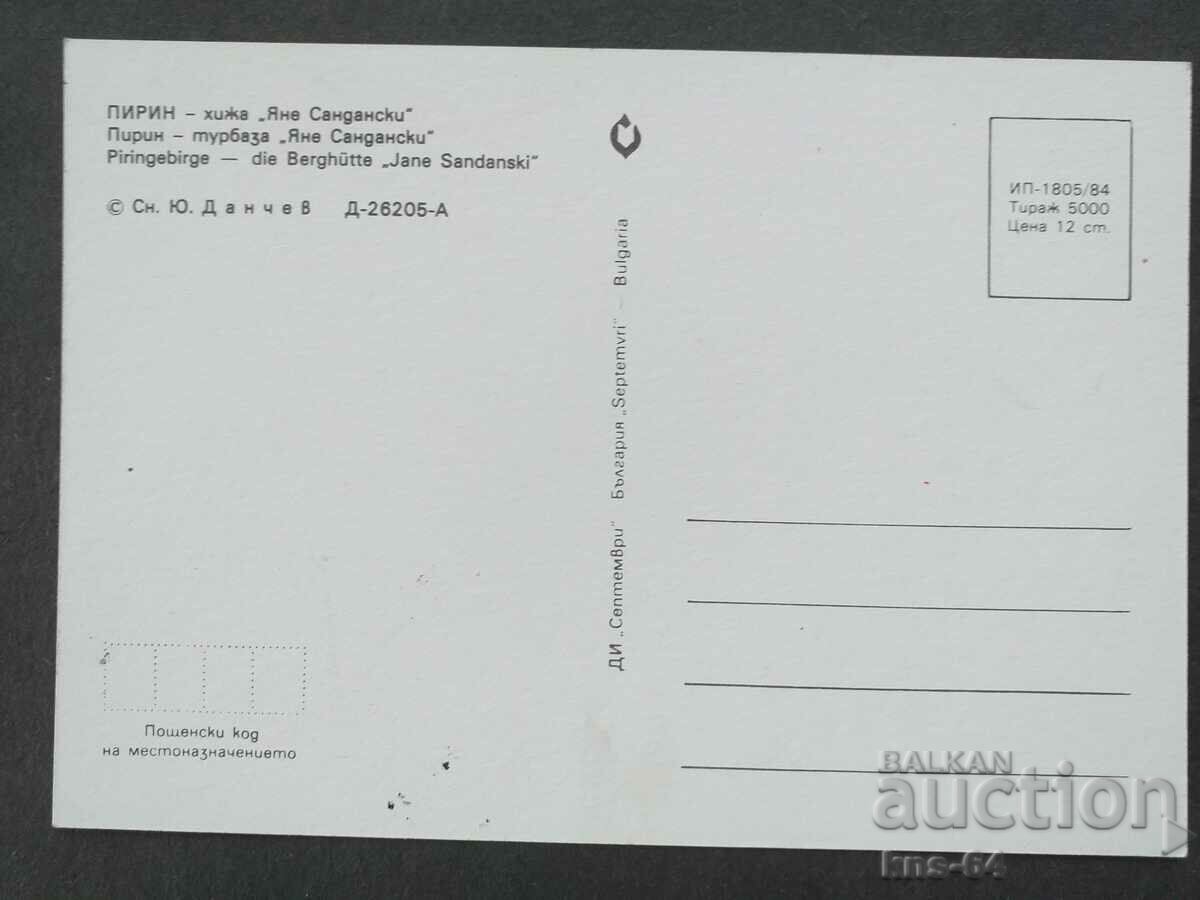 ПИРИН – хижа „Яне Сандански“
Пирин – турбаза „Яне Сандански“
Piringebirge — die Berghütte „Jane Sandanski“
© Сн. Ю. Данчев Д-26205-А
ДИ „Септември“ България „Septemvri“ – Bulgaria
ИП-1805/84
Тираж 5000
Цена 12 ст.
Пощенски код
на местоназначението
BALKAN
auction
kns-64